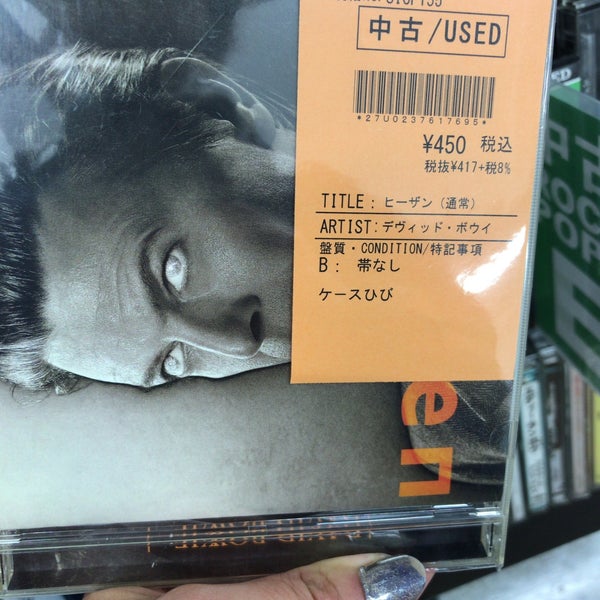 中古/USED
*27U0237617695*
¥450 税込
税抜¥417+税8%
TITLE: ヒーザン (通常)
ARTIST:デヴィッド・ボウイ
盤質・CONDITION/特記事項
B: 帯なし
ケースひび
en